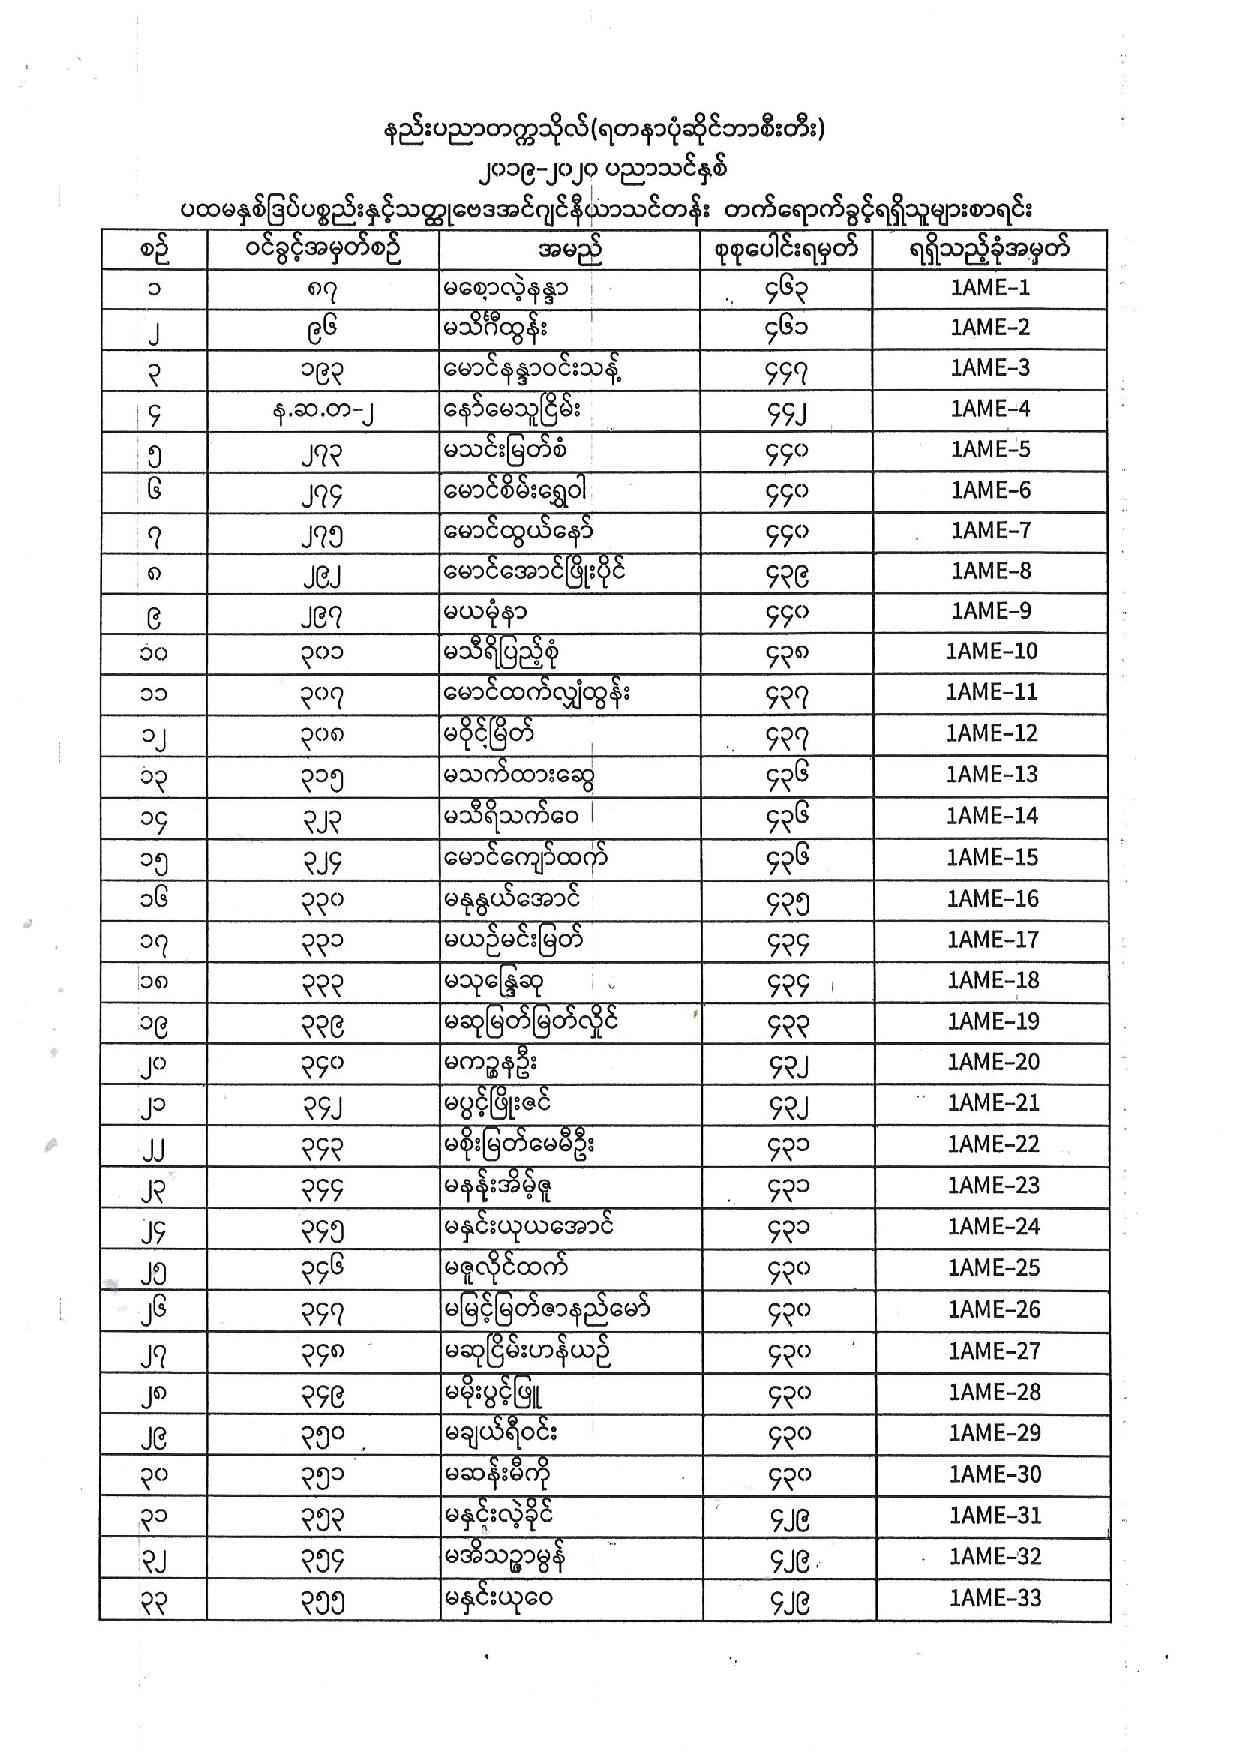 နည်းပညာတက္ကသိုလ်(ရတနာပုံဆိုင်ဘာစီးတီး)
၂၀၁၉-၂၀၂၀ ပညာသင်နှစ်
ပထမနှစ်ဒြပ်ပစ္စည်းနှင့်သတ္ထုဗေဒအင်ဂျင်နီယာသင်တန်း တက်ရောက်ခွင့်ရရှိသူများစာရင်း
စဉ် ဝင်ခွင့်အမှတ်စဉ် အမည် စုစုပေါင်းရမှတ် ရရှိသည့်ခုံအမှတ်
၁ ၈၇ မစောလဲ့နန္ဒာ ၄၆၃ 1AME-1
၂ ၉၆ မသိင်္ဂီထွန်း ၄၆၁ 1AME-2
၃ ၁၉၃ မောင်နန္ဒာဝင်းသန့် ၄၄၇ 1AME-3
၄ န.ဆ.တ-၂ နော်မေသူငြိမ်း ၄၄၂ 1AME-4
၅ ၂၇၃ မသင်းမြတ်စံ ၄၄၀ 1AME-5
၆ ၂၇၄ မောင်စိမ်းရွှေဝါ ၄၄၀ 1AME-6
၇ ၂၇၅ မောင်ထွယ်နော် ၄၄၀ 1AME-7
၈ ၂၉၂ မောင်အောင်ဖြိုးပိုင် ၄၃၉ 1AME-8
၉ ၂၉၇ မယမုံနာ ၄၄၀ 1AME-9
၁၀ ၃၀၁ မသီရိပြည့်စုံ ၄၃၈ 1AME-10
၁၁ ၃၀၇ မောင်ထက်လျှံထွန်း ၄၃၇ 1AME-11
၁၂ ၃၀၈ မဝိုင့်မြိတ် ၄၃၇ 1AME-12
၁၃ ၃၁၅ မသက်ထားဆွေ ၄၃၆ 1AME-13
၁၄ ၃၂၃ မသီရိသက်ဝေ ၄၃၆ 1AME-14
၁၅ ၃၂၄ မောင်ကျော်ထက် ၄၃၆ 1AME-15
၁၆ ၃၃၀ မနုနွယ်အောင် ၄၃၅ 1AME-16
၁၇ ၃၃၁ မယဉ်မင်းမြတ် ၄၃၄ 1AME-17
၁၈ ၃၃၃ မသုန္ဒြေဆု ၄၃၄ 1AME-18
၁၉ ၃၃၉ မဆုမြတ်မြတ်လှိုင် ၄၃၃ 1AME-19
၂၀ ၃၄၀ မကဉ္စနဦး ၄၃၂ 1AME-20
၂၁ ၃၄၂ မပွင့်ဖြိုးဇင် ၄၃၂ 1AME-21
၂၂ ၃၄၃ မစိုးမြတ်မေမီဦး ၄၃၁ 1AME-22
၂၃ ၃၄၄ မနန်းအိမ့်ဇူ ၄၃၁ 1AME-23
၂၄ ၃၄၅ မနှင်းယုယအောင် ၄၃၁ 1AME-24
၂၅ ၃၄၆ မဇူလိုင်ထက် ၄၃၀ 1AME-25
၂၆ ၃၄၇ မမြင့်မြတ်ဇာနည်မော် ၄၃၀ 1AME-26
၂၇ ၃၄၈ မဆုငြိမ်းဟန်ယဉ် ၄၃၀ 1AME-27
၂၈ ၃၄၉ မမိုးပွင့်ဖြူ ၄၃၀ 1AME-28
၂၉ ၃၅၀ မချယ်ရီဝင်း ၄၃၀ 1AME-29
၃၀ ၃၅၁ မဆန်းမီကို ၄၃၀ 1AME-30
၃၁ ၃၅၃ မနှင်းလဲ့ခိုင် ၄၂၉ 1AME-31
၃၂ ၃၅၄ မအိသဉ္ဇာမွန် ၄၂၉ 1AME-32
၃၃ ၃၅၅ မနှင်းယုဝေ ၄၂၉ 1AME-33